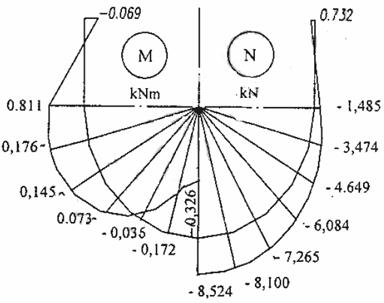 -0.069 0.732
M N
kNm kN
0.811 - 1,485
0,176 - 3,474
0,145 - 4.649
0.073 - 6,084
- 0,036 - 7,265
- 0,172 - 8,100
- 0,326 - 8,524